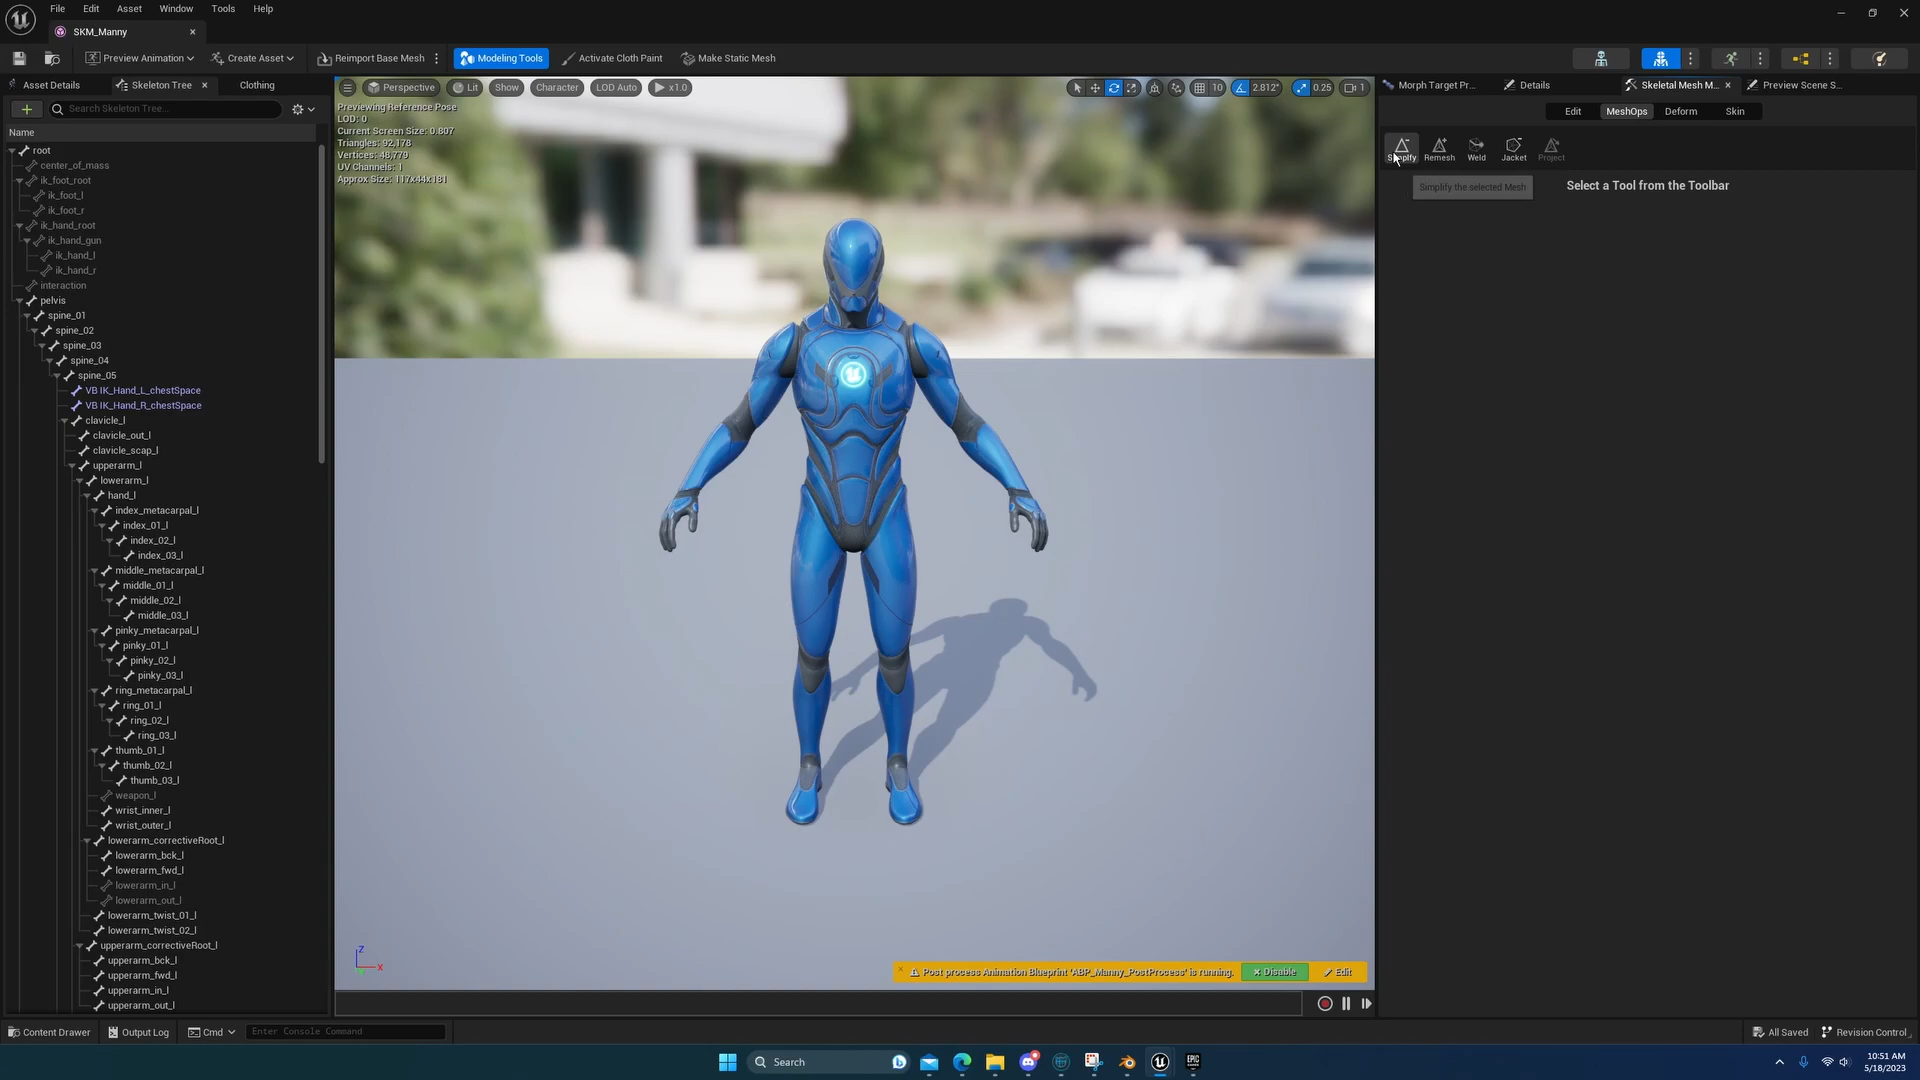 File Edit Asset Window Tools Help
SKM_Manny
Preview Animation Create Asset Reimport Base Mesh Modeling Tools Activate Cloth Paint Make Static Mesh
Asset Details Skeleton Tree Clothing
Search Skeleton Tree...
Name
root
center_of_mass
ik_foot_root
ik_foot_l
ik_foot_r
ik_hand_root
ik_hand_gun
ik_hand_l
ik_hand_r
interaction
pelvis
spine_01
spine_02
spine_03
spine_04
spine_05
VB IK_Hand_L_chestSpace
VB IK_Hand_R_chestSpace
clavicle_l
clavicle_out_l
clavicle_scap_l
upperarm_l
lowerarm_l
hand_l
index_metacarpal_l
index_01_l
index_02_l
index_03_l
middle_metacarpal_l
middle_01_l
middle_02_l
middle_03_l
pinky_metacarpal_l
pinky_01_l
pinky_02_l
pinky_03_l
ring_metacarpal_l
ring_01_l
ring_02_l
ring_03_l
thumb_01_l
thumb_02_l
thumb_03_l
weapon_l
wrist_inner_l
wrist_outer_l
lowerarm_correctiveRoot_l
lowerarm_bck_l
lowerarm_fwd_l
lowerarm_in_l
lowerarm_out_l
lowerarm_twist_01_l
lowerarm_twist_02_l
upperarm_correctiveRoot_l
upperarm_bck_l
upperarm_fwd_l
upperarm_in_l
upperarm_out_l
Perspective Lit Show Character LOD Auto x1.0 10 2.812° 0.25 1
Previewing Reference Pose
LOD: 0
Current Screen Size: 0.807
Triangles: 92,178
Vertices: 48,779
UV Channels: 1
Approx Size: 117x44x181
Z
X
Post process Animation Blueprint 'ABP_Manny_PostProcess' is running. Disable Edit
Morph Target Pr... Details Skeletal Mesh M... Preview Scene S...
Edit MeshOps Deform Skin
Simplify Remesh Weld Jacket Project
Simplify the selected Mesh
Select a Tool from the Toolbar
Content Drawer Output Log Cmd Enter Console Command All Saved Revision Control
Search EPIC GAMES
10:51 AM
5/18/2023